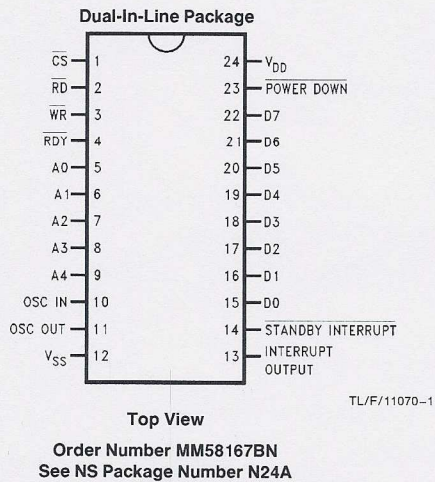 Dual-In-Line Package
CS 1 24 VDD
RD 2 23 POWER DOWN
WR 3 22 D7
RDY 4 21 D6
A0 5 20 D5
A1 6 19 D4
A2 7 18 D3
A3 8 17 D2
A4 9 16 D1
OSC IN 10 15 D0
OSC OUT 11 14 STANDBY INTERRUPT
VSS 12 13 INTERRUPT
OUTPUT
TL/F/11070-1
Top View
Order Number MM58167BN
See NS Package Number N24A